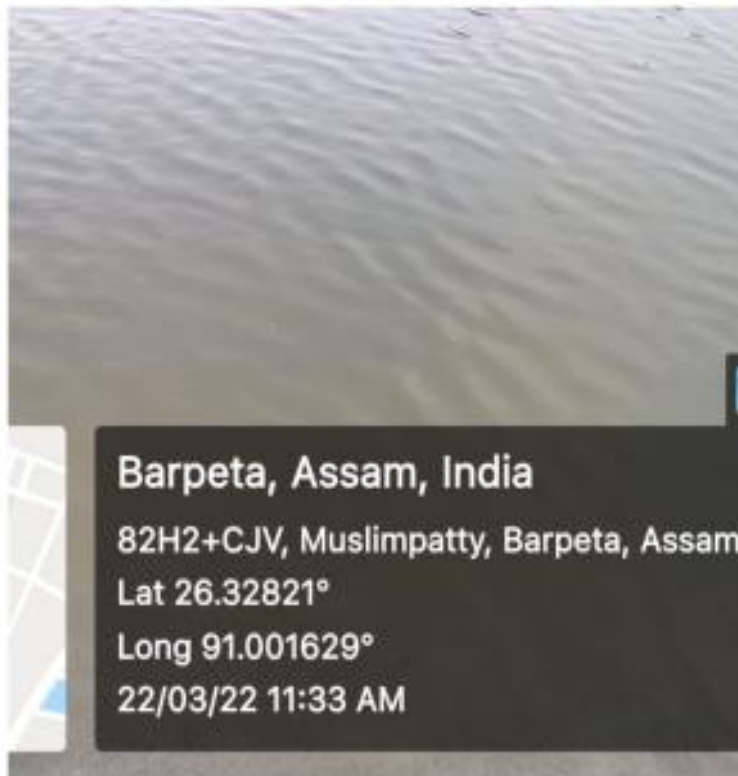 Barpeta, Assam, India
82H2+CJV, Muslimpatty, Barpeta, Assam
Lat 26.32821°
Long 91.001629°
22/03/22 11:33 AM